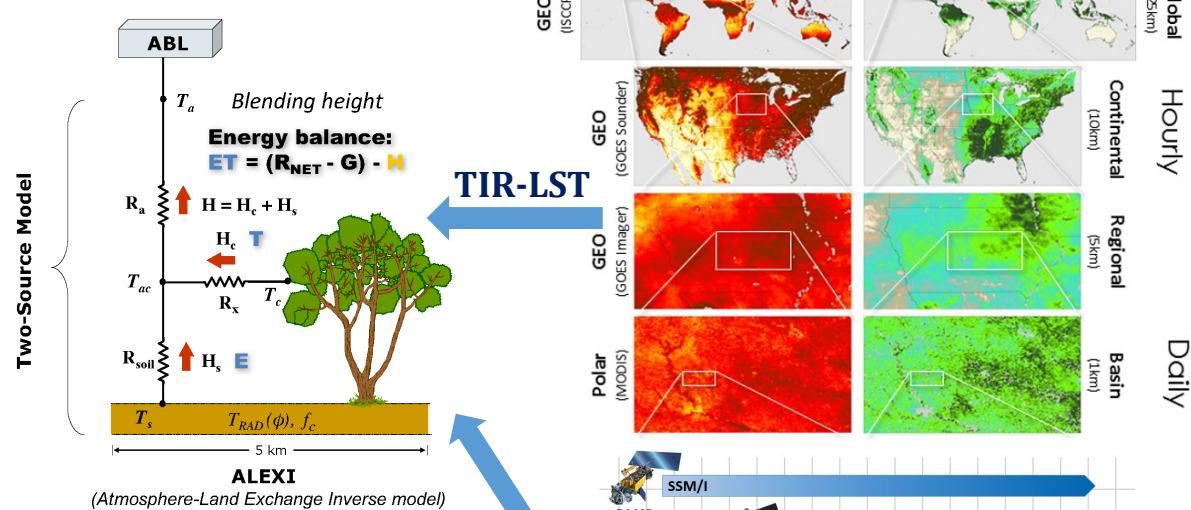 ABL
Ta
Blending height
Energy balance:
ET = (RNET - G) - H
Ra
H = Hc + Hs
Hc T
Tac
Rx
Tc
Rsoil
Hs E
Ts
TRAD (ϕ), fc
5 km
ALEXI
(Atmosphere-Land Exchange Inverse model)
Two-Source Model
TIR-LST
GEO
(ISCCP
Global
25km)
GEO
(GOES Sounder)
Continental
(10km)
Hourly
GEO
(GOES Imager)
Regional
(5km)
Polar
(MODIS)
Basin
(1km)
Daily
SSM/I